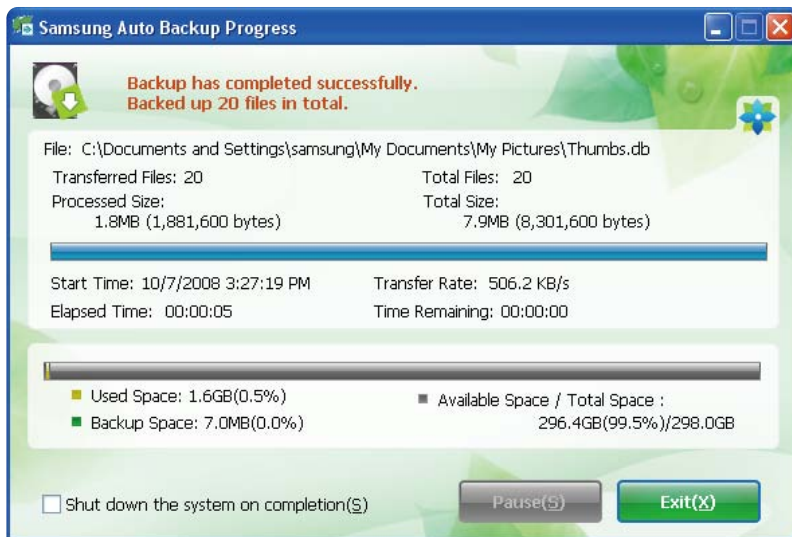 Samsung Auto Backup Progress
Backup has completed successfully.
Backed up 20 files in total.
File: C:\Documents and Settings\samsung\My Documents\My Pictures\Thumbs.db
Transferred Files: 20
Total Files: 20
Processed Size:
1.8MB (1,881,600 bytes)
Total Size:
7.9MB (8,301,600 bytes)
Start Time: 10/7/2008 3:27:19 PM
Transfer Rate: 506.2 KB/s
Elapsed Time: 00:00:05
Time Remaining: 00:00:00
Used Space: 1.6GB(0.5%)
Backup Space: 7.0MB(0.0%)
Available Space / Total Space :
296.4GB(99.5%)/298.0GB
Shut down the system on completion(S)
Pause(S)
Exit(X)